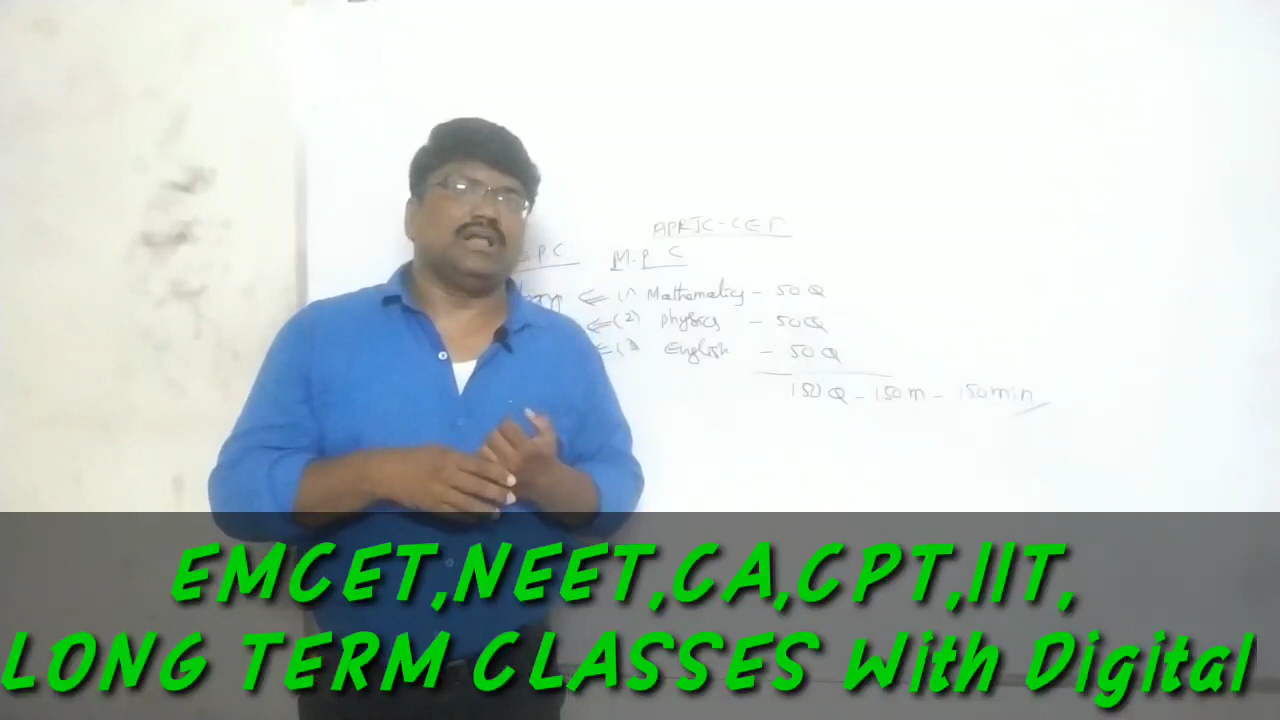 APRJC-CET
.P C M.P C
⇐ 1) Mathematics - 50 Q
⇐ (2) Physics - 50Q
⇐ (3 English - 50 Q
150 Q - 150 m - 150 min
EMCET,NEET,CA,CPT,IIT,
LONG TERM CLASSES With Digital